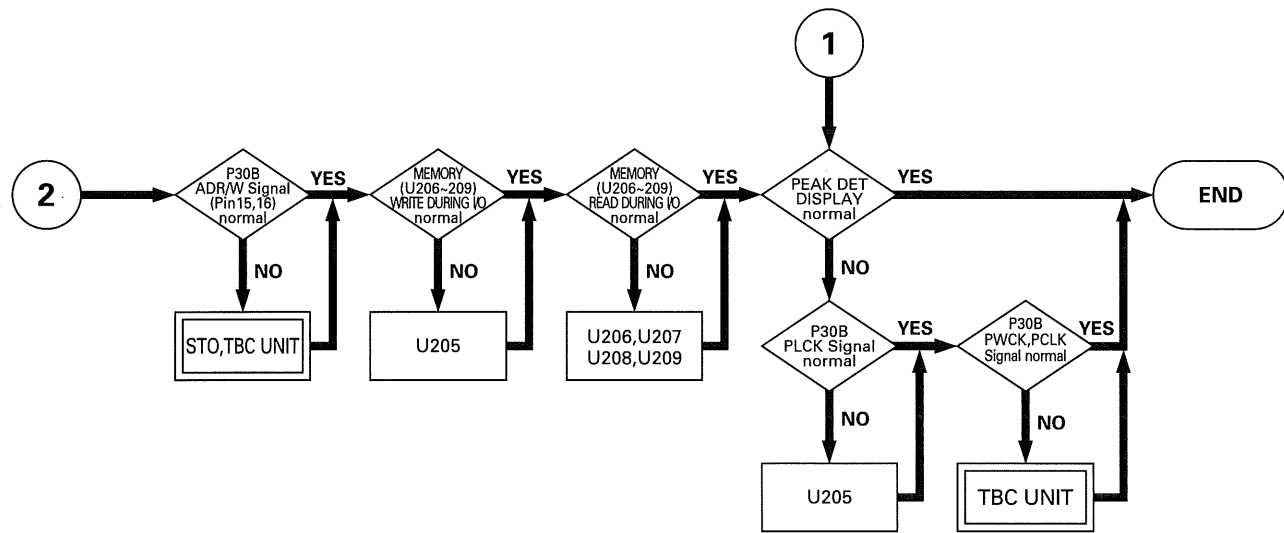 1
2
P30B
ADR/W Signal
(Pin15,16)
normal
YES
NO
STO,TBC UNIT
MEMORY
(U206~209)
WRITE DURING I/O
normal
YES
NO
U205
MEMORY
(U206~209)
READ DURING I/O
normal
YES
NO
U206,U207
U208,U209
PEAK DET
DISPLAY
normal
YES
END
NO
P30B
PLCK Signal
normal
YES
NO
U205
P30B
PWCK,PCLK
Signal normal
YES
NO
TBC UNIT